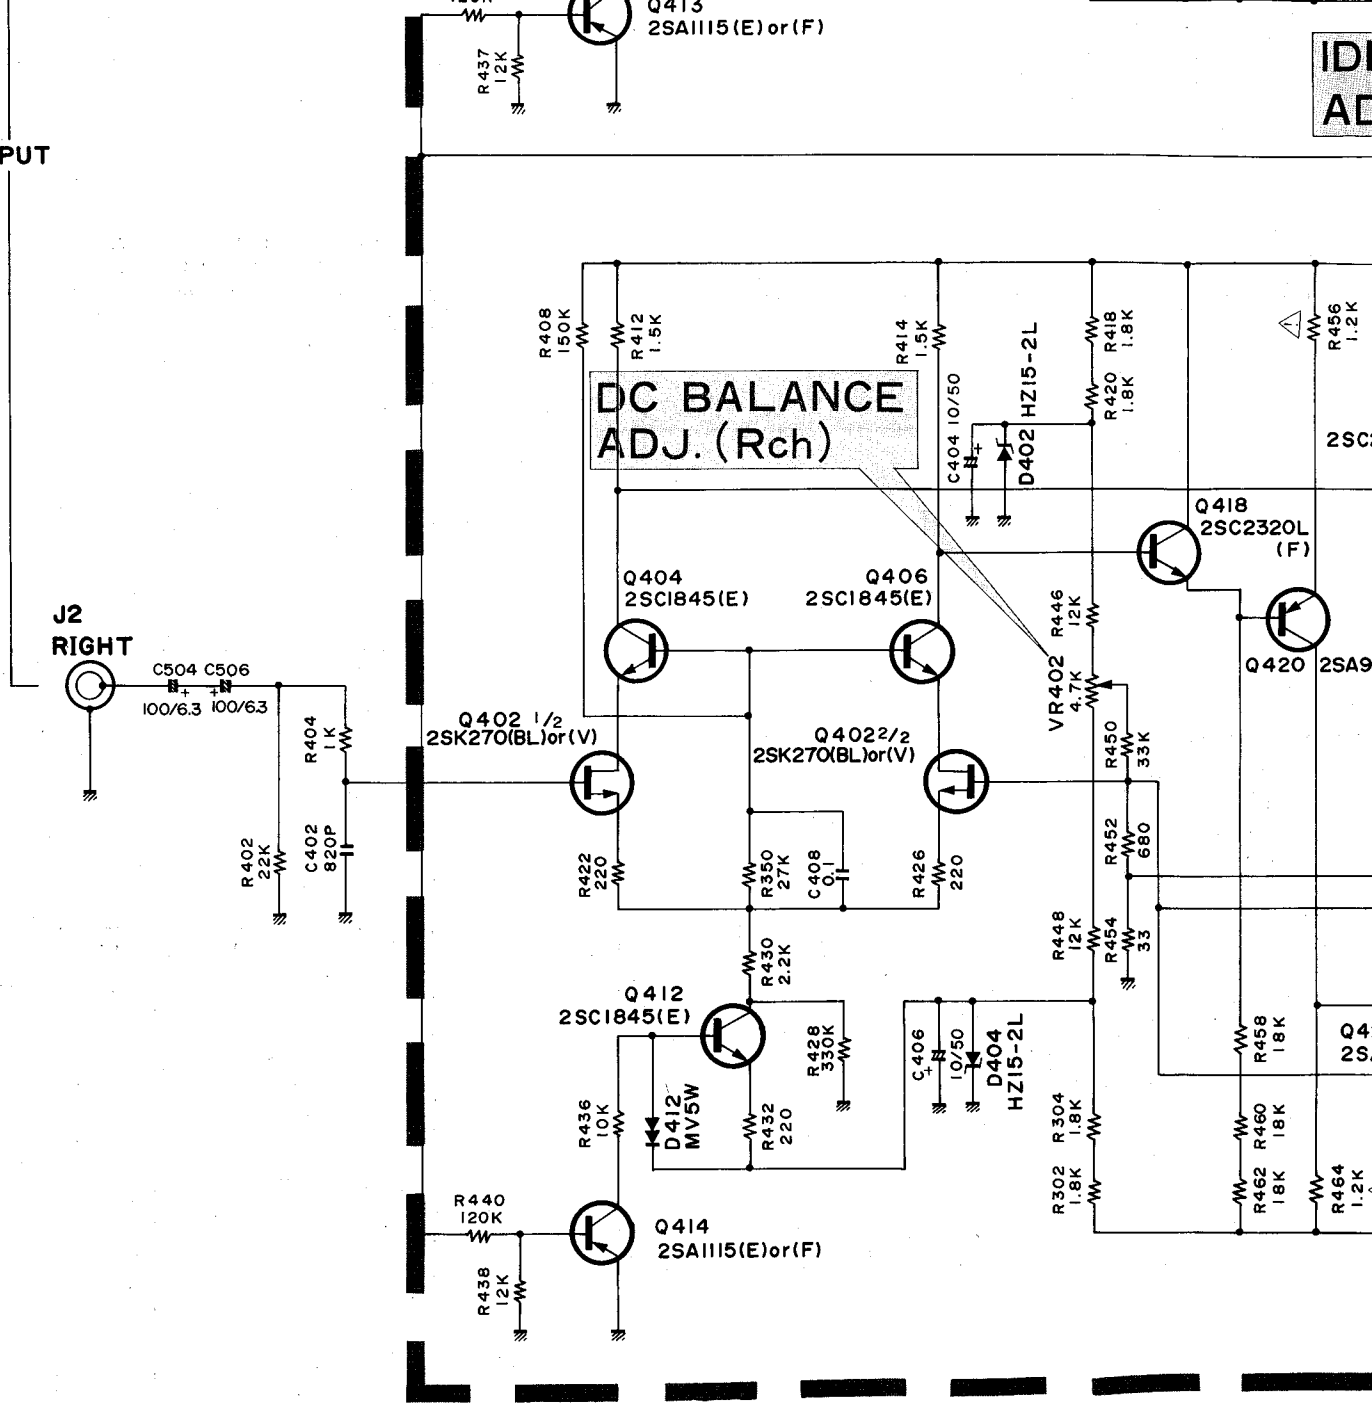 Q413
2SA1115(E)or(F)
R437
12K
PUT
R408
150K
R412
1.5K
R414
1.5K
R418
1.8K
R420
1.8K
R456
1.2K
DC BALANCE
ADJ. (Rch)
C404 10/50
+
D402 HZ15-2L
Q418
2SC2320L
(F)
Q404
2SC1845(E)
Q406
2SC1845(E)
R446
12K
J2
RIGHT
C504 C506
+ +
100/6.3 100/6.3
VR402
4.7K
Q420
Q402 1/2
2SK270(BL)or(V)
Q402 2/2
2SK270(BL)or(V)
R404
1K
R450
33K
R402
22K
C402
820P
R422
220
R350
27K
C408
0.1
R426
220
R452
680
R448
12K
R454
33
R430
2.2K
Q412
2SC1845(E)
R428
330K
C406
+
10/50
D404
HZ15-2L
R458
18K
R436
10K
D412
MV5W
R432
220
R304
1.8K
R460
18K
R302
1.8K
R462
18K
R464
1.2K
R440
120K
Q414
2SA1115(E)or(F)
R438
12K